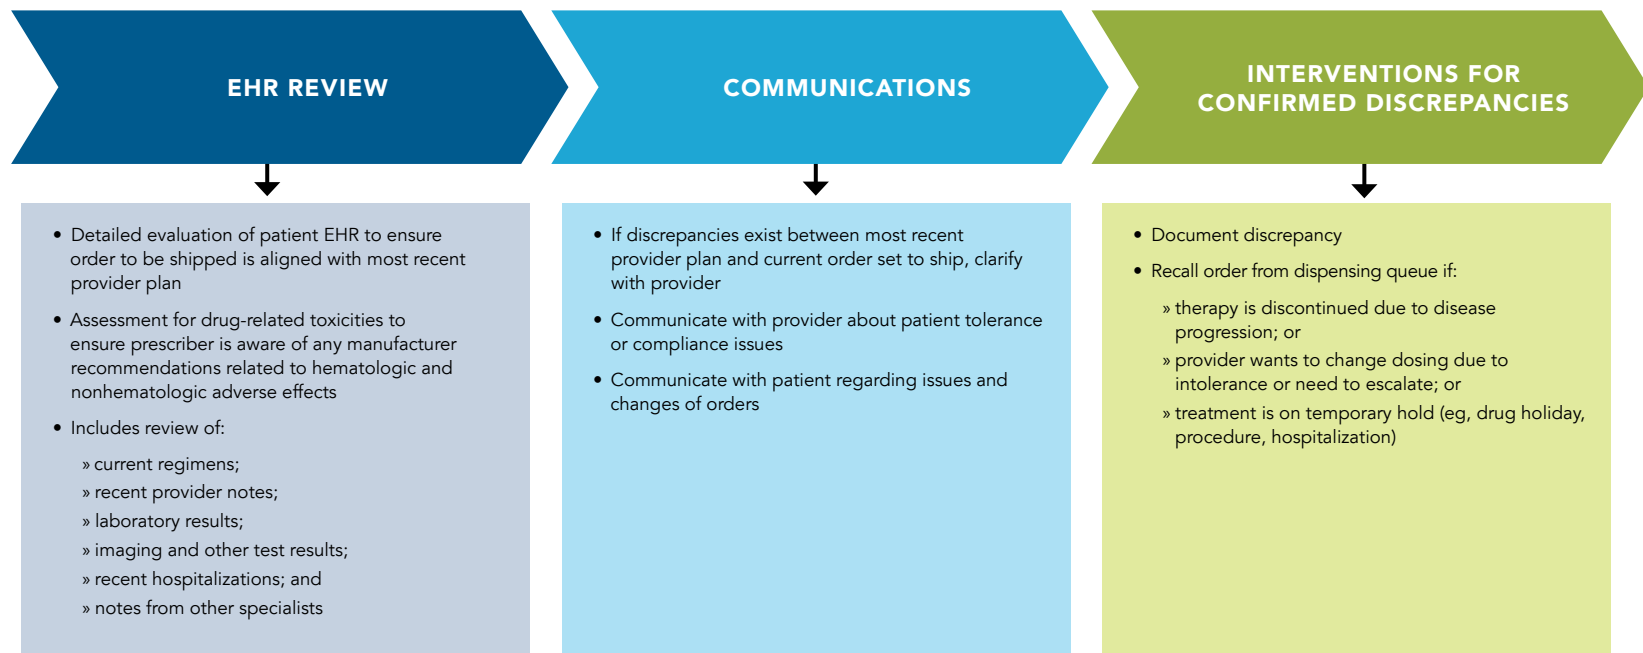 EHR REVIEW
• Detailed evaluation of patient EHR to ensure
order to be shipped is aligned with most recent
provider plan
• Assessment for drug-related toxicities to
ensure prescriber is aware of any manufacturer
recommendations related to hematologic and
nonhematologic adverse effects
• Includes review of:
» current regimens;
» recent provider notes;
» laboratory results;
» imaging and other test results;
» recent hospitalizations; and
» notes from other specialists
COMMUNICATIONS
• If discrepancies exist between most recent
provider plan and current order set to ship, clarify
with provider
• Communicate with provider about patient tolerance
or compliance issues
• Communicate with patient regarding issues and
changes of orders
INTERVENTIONS FOR
CONFIRMED DISCREPANCIES
• Document discrepancy
• Recall order from dispensing queue if:
» therapy is discontinued due to disease
progression; or
» provider wants to change dosing due to
intolerance or need to escalate; or
» treatment is on temporary hold (eg, drug holiday,
procedure, hospitalization)